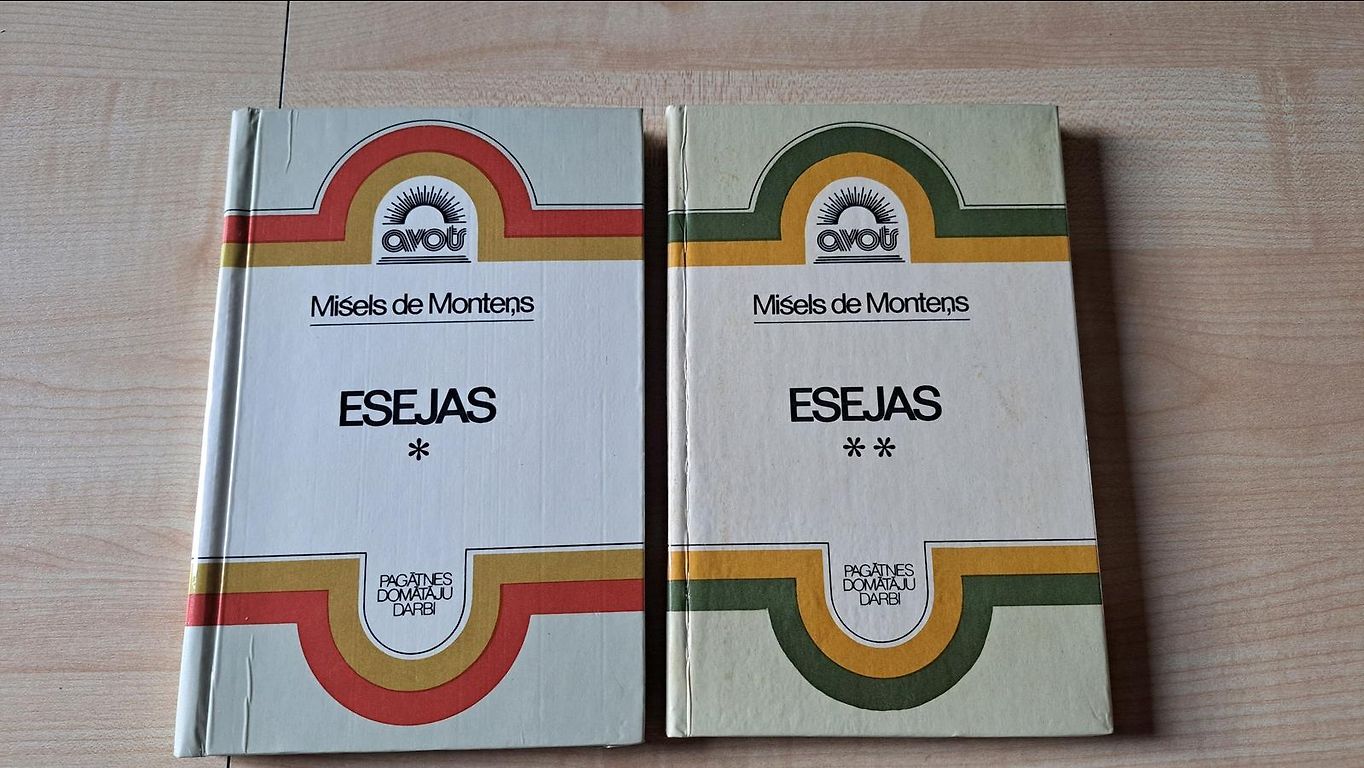 avots
Mišels de Monteņs
ESEJAS
*
PAGĀTNES
DOMĀTĀJU
DARBI
avots
Mišels de Monteņs
ESEJAS
**
PAGĀTNES
DOMĀTĀJU
DARBI